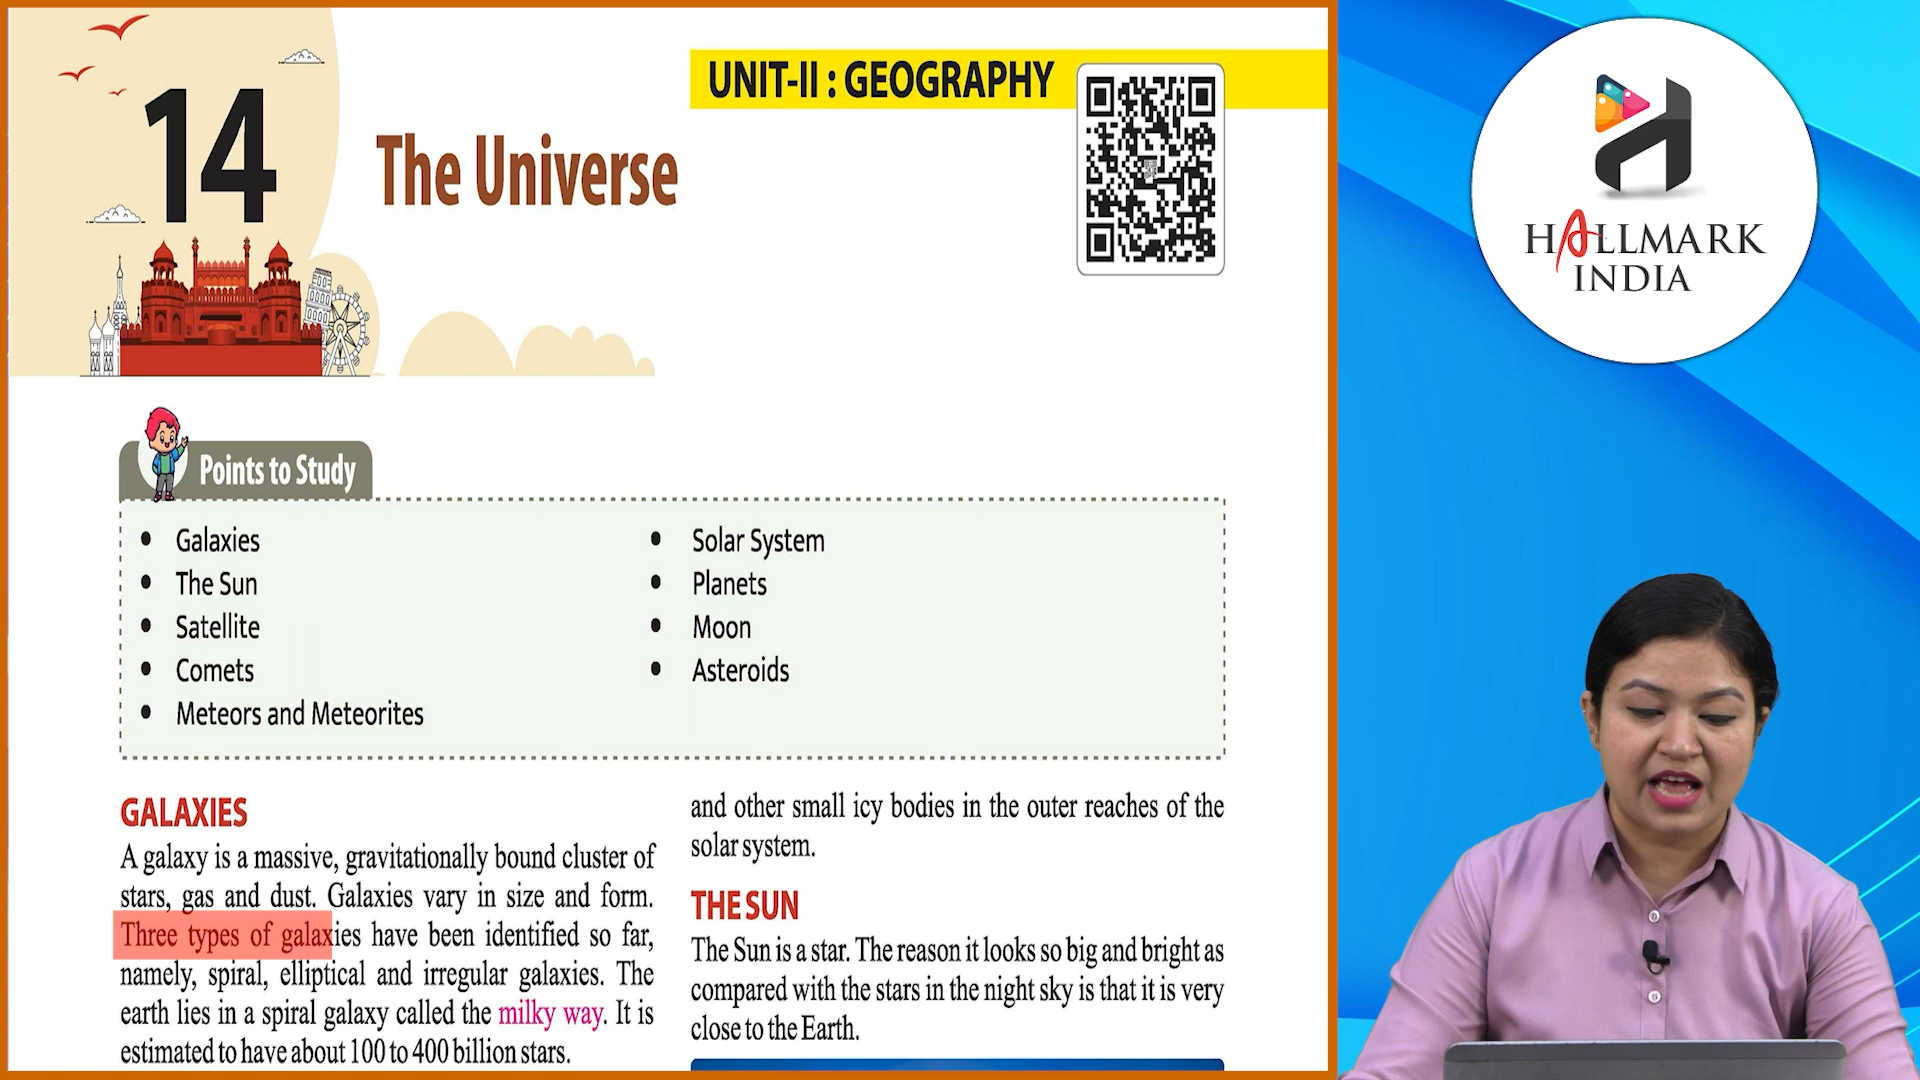 14
The Universe
UNIT-II : GEOGRAPHY
HALLMARK
INDIA
Points to Study
• Galaxies
• The Sun
• Satellite
• Comets
• Meteors and Meteorites
• Solar System
• Planets
• Moon
• Asteroids
GALAXIES
A galaxy is a massive, gravitationally bound cluster of
stars, gas and dust. Galaxies vary in size and form.
Three types of galaxies have been identified so far,
namely, spiral, elliptical and irregular galaxies. The
earth lies in a spiral galaxy called the milky way. It is
estimated to have about 100 to 400 billion stars.
and other small icy bodies in the outer reaches of the
solar system.
THE SUN
The Sun is a star. The reason it looks so big and bright as
compared with the stars in the night sky is that it is very
close to the Earth.